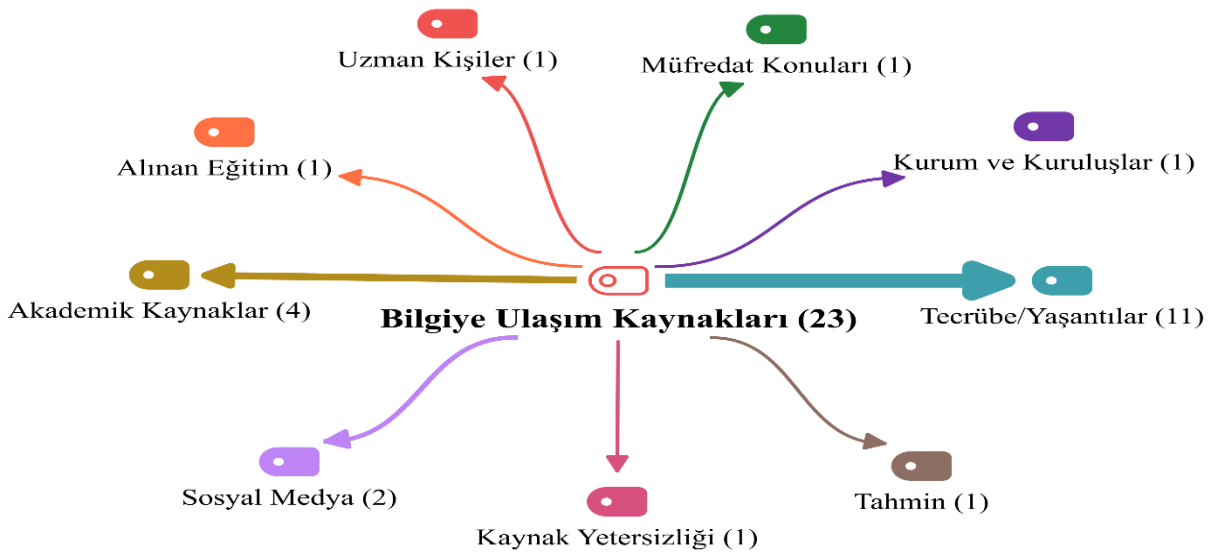 Uzman Kişiler (1)
Müfredat Konuları (1)
Alınan Eğitim (1)
Kurum ve Kuruluşlar (1)
Akademik Kaynaklar (4)
Bilgiye Ulaşım Kaynakları (23)
Tecrübe/Yaşantılar (11)
Sosyal Medya (2)
Kaynak Yetersizliği (1)
Tahmin (1)